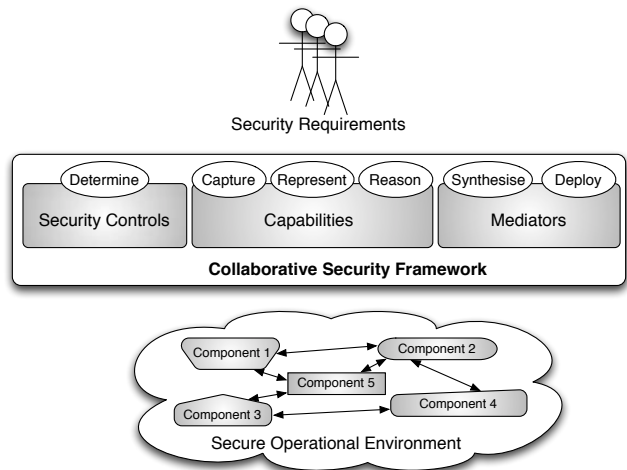 Security Requirements
Determine
Capture
Represent
Reason
Synthesise
Deploy
Security Controls
Capabilities
Mediators
Collaborative Security Framework
Component 1
Component 2
Component 5
Component 3
Component 4
Secure Operational Environment